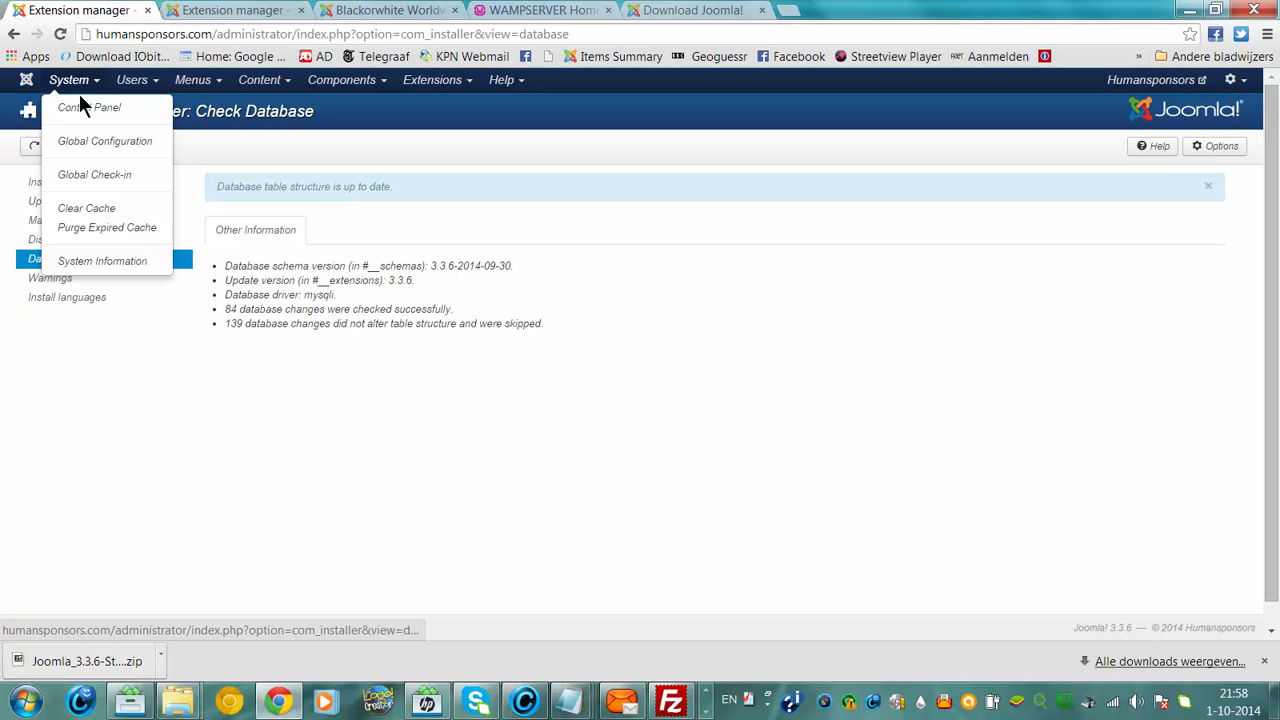 Extension manager -
Extension manager -
Blackorwhite Worldw
WAMPSERVER Home
Download Joomla!
humansponsors.com/administrator/index.php?option=com_installer&view=database
Apps
Download IObit...
Home: Google ...
AD
Telegraaf
KPN Webmail
Items Summary
Geoguessr
Facebook
Streetview Player
Aanmelden
»
Andere bladwijzers
System
Users
Menus
Content
Components
Extensions
Help
Humansponsors
er: Check Database
Joomla!
Help
Options
Control Panel
Global Configuration
Global Check-in
Clear Cache
Purge Expired Cache
System Information
Warnings
Install languages
Database table structure is up to date.
Other Information
Database schema version (in #__schemas): 3.3.6-2014-09-30.
Update version (in #__extensions): 3.3.6.
Database driver: mysqli.
84 database changes were checked successfully.
139 database changes did not alter table structure and were skipped.
humansponsors.com/administrator/index.php?option=com_installer&view=d...
Joomla! 3.3.6 — © 2014 Humansponsors
Joomla_3.3.6-St....zip
Alle downloads weergeven...
EN
21:58
1-10-2014